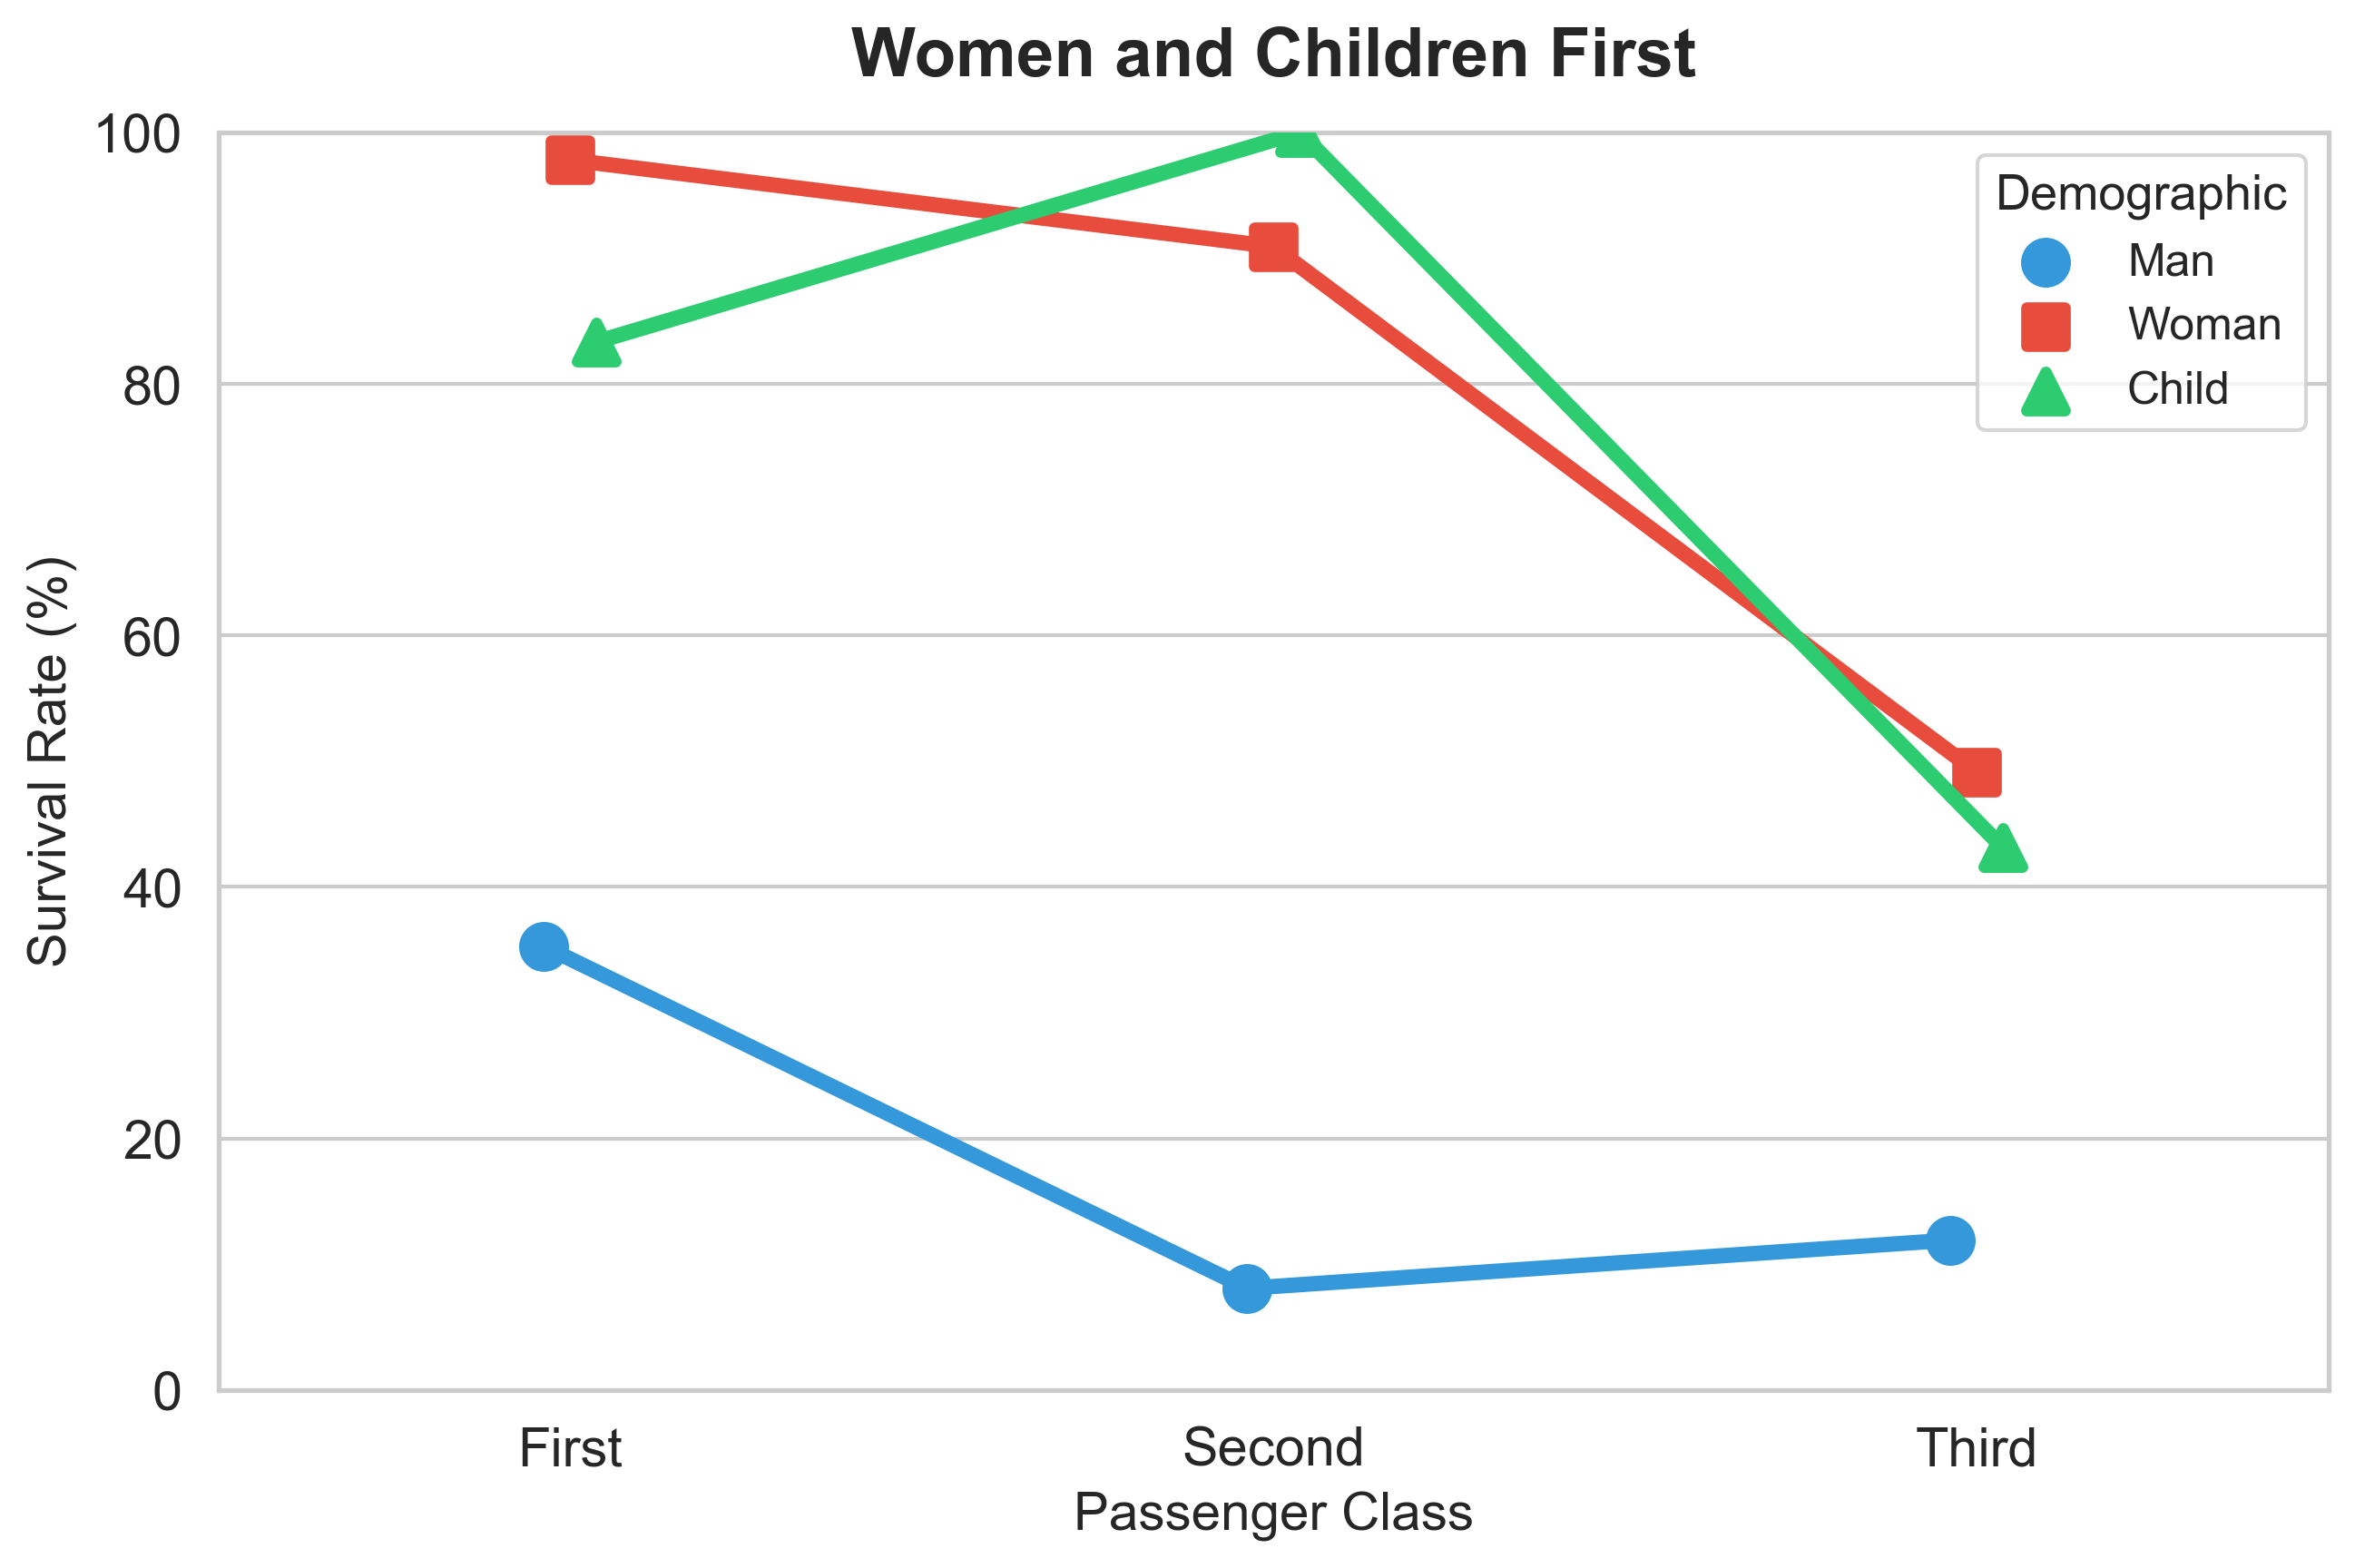 Women and Children First
100
80
60
40
20
0
Survival Rate (%)
Demographic
Man
Woman
Child
First
Second
Third
Passenger Class